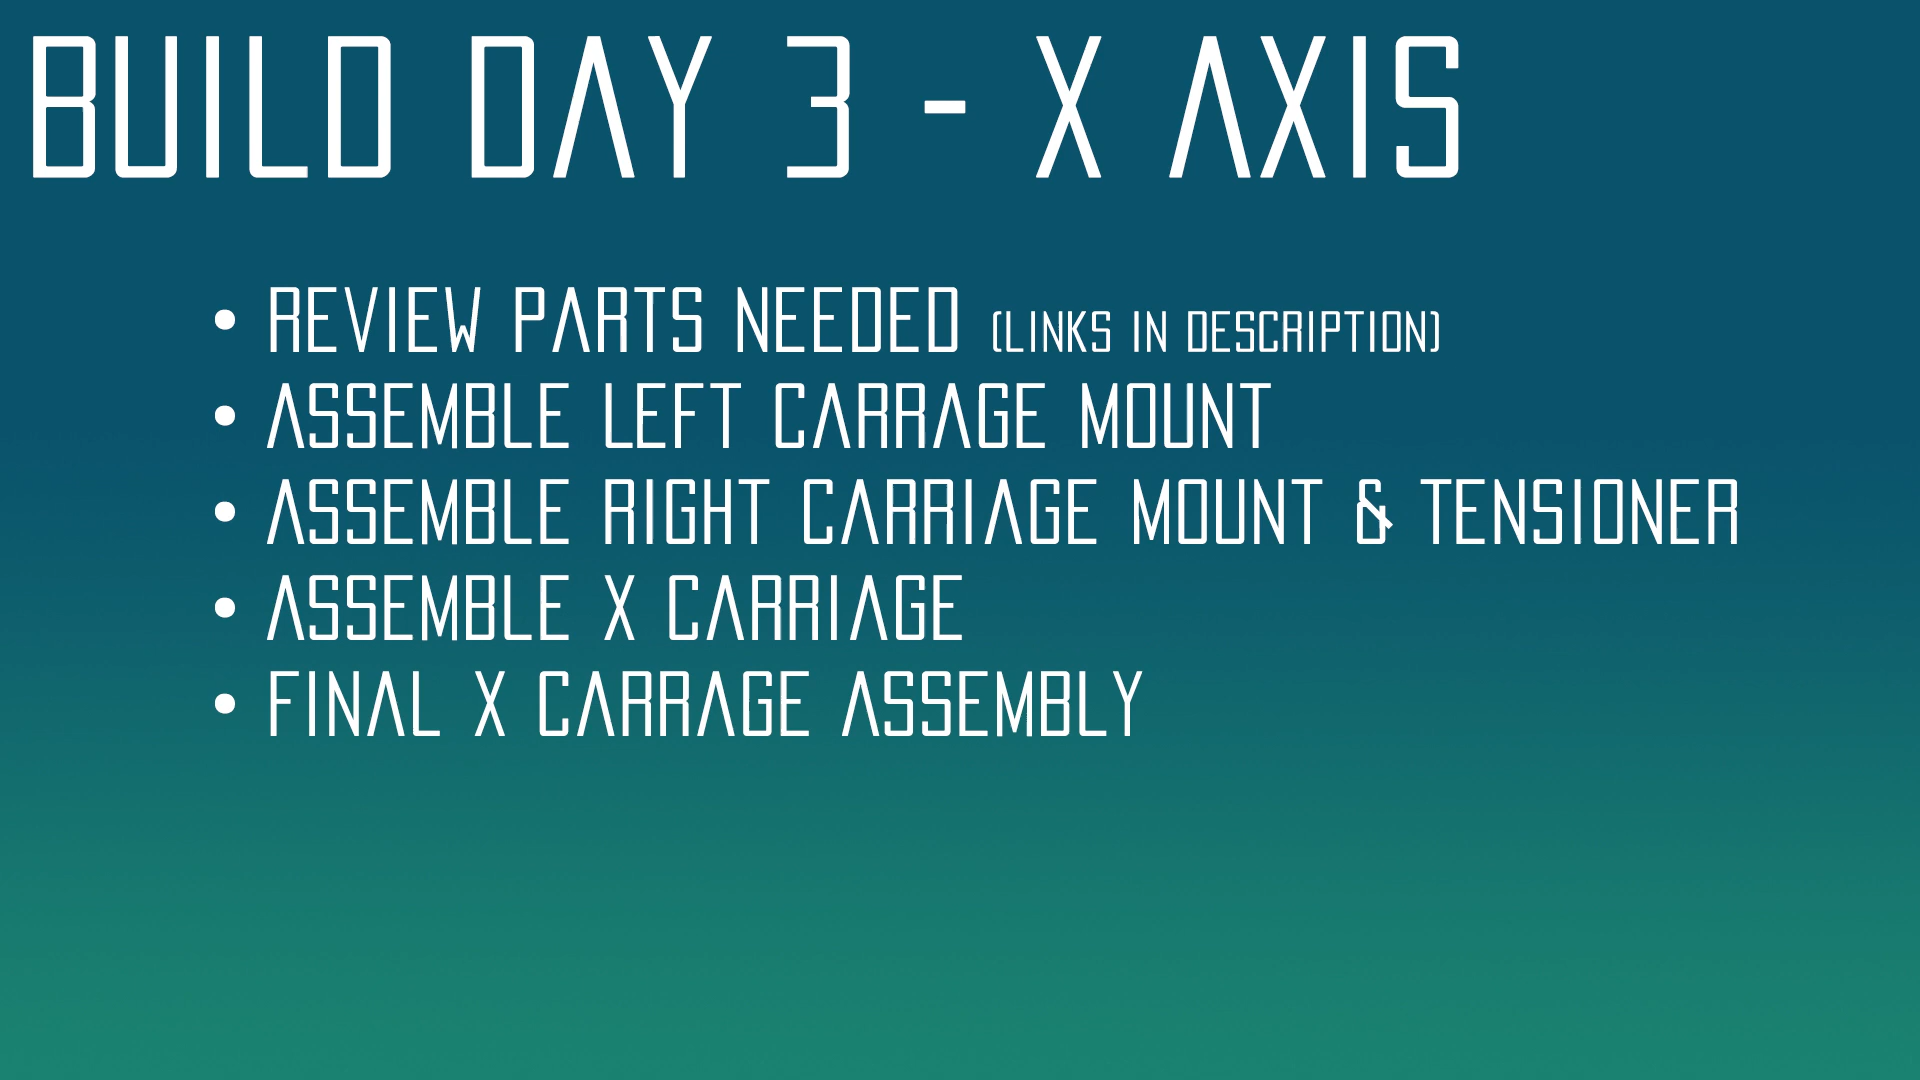 BUILD DAY 3 - X AXIS
• REVIEW PARTS NEEDED (LINKS IN DESCRIPTION)
• ASSEMBLE LEFT CARRAGE MOUNT
• ASSEMBLE RIGHT CARRIAGE MOUNT & TENSIONER
• ASSEMBLE X CARRIAGE
• FINAL X CARRAGE ASSEMBLY